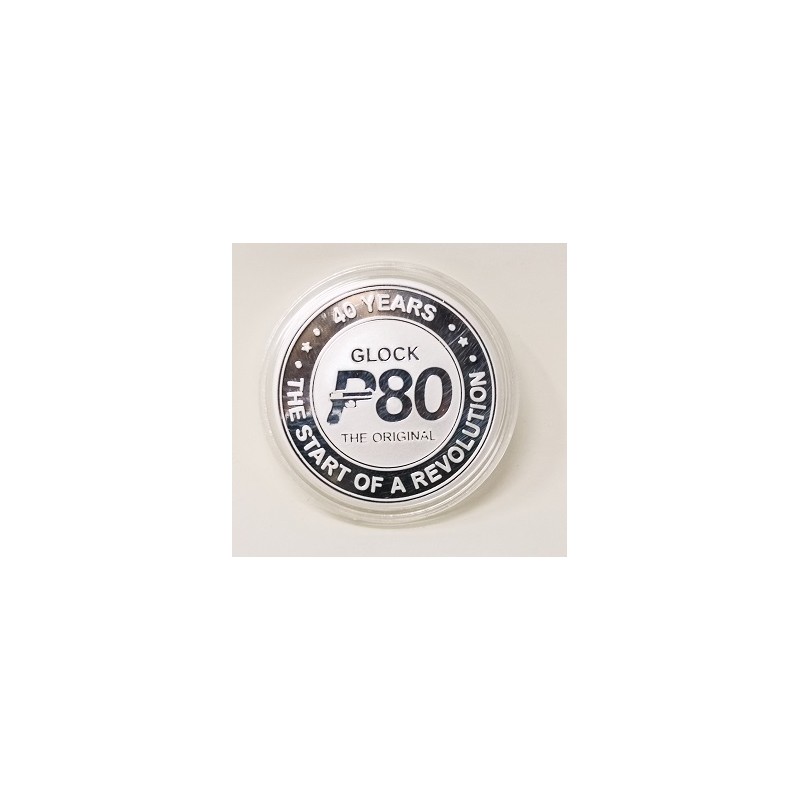 40 YEARS
GLOCK
P80
THE ORIGINAL
THE START OF A REVOLUTION